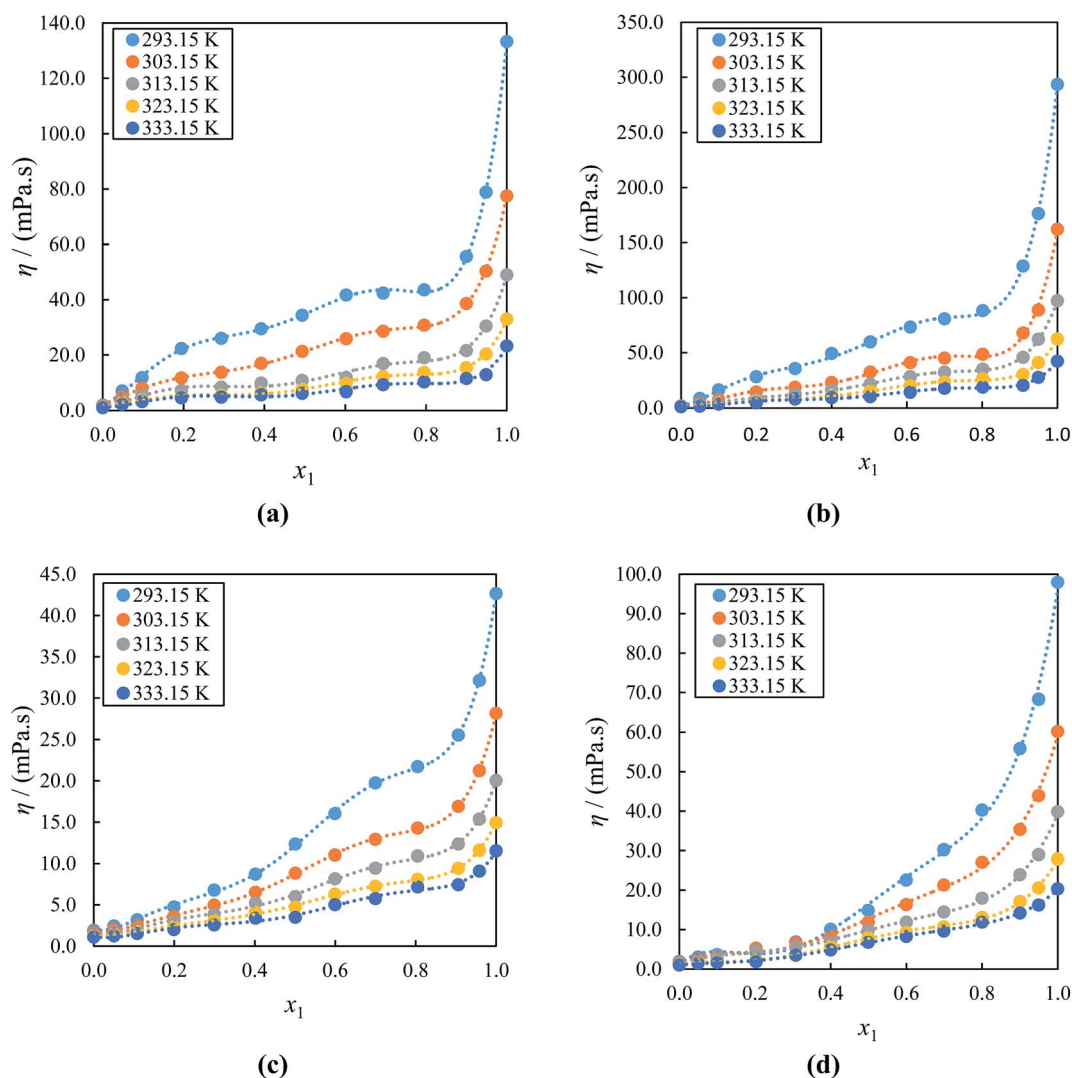 140.0
120.0
100.0
80.0
60.0
40.0
20.0
0.0
η / (mPa.s)
293.15 K
303.15 K
313.15 K
323.15 K
333.15 K
0.0 0.2 0.4 0.6 0.8 1.0
x1
(a)
350.0
300.0
250.0
200.0
150.0
100.0
50.0
0.0
η / (mPa.s)
293.15 K
303.15 K
313.15 K
323.15 K
333.15 K
0.0 0.2 0.4 0.6 0.8 1.0
x1
(b)
45.0
40.0
35.0
30.0
25.0
20.0
15.0
10.0
5.0
0.0
η / (mPa.s)
293.15 K
303.15 K
313.15 K
323.15 K
333.15 K
0.0 0.2 0.4 0.6 0.8 1.0
x1
(c)
100.0
90.0
80.0
70.0
60.0
50.0
40.0
30.0
20.0
10.0
0.0
η / (mPa.s)
293.15 K
303.15 K
313.15 K
323.15 K
333.15 K
0.0 0.2 0.4 0.6 0.8 1.0
x1
(d)